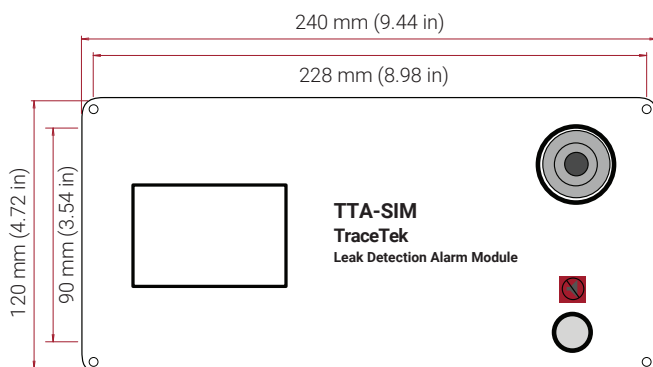 240 mm (9.44 in)
228 mm (8.98 in)
120 mm (4.72 in)
90 mm (3.54 in)
TTA-SIM
TraceTek
Leak Detection Alarm Module